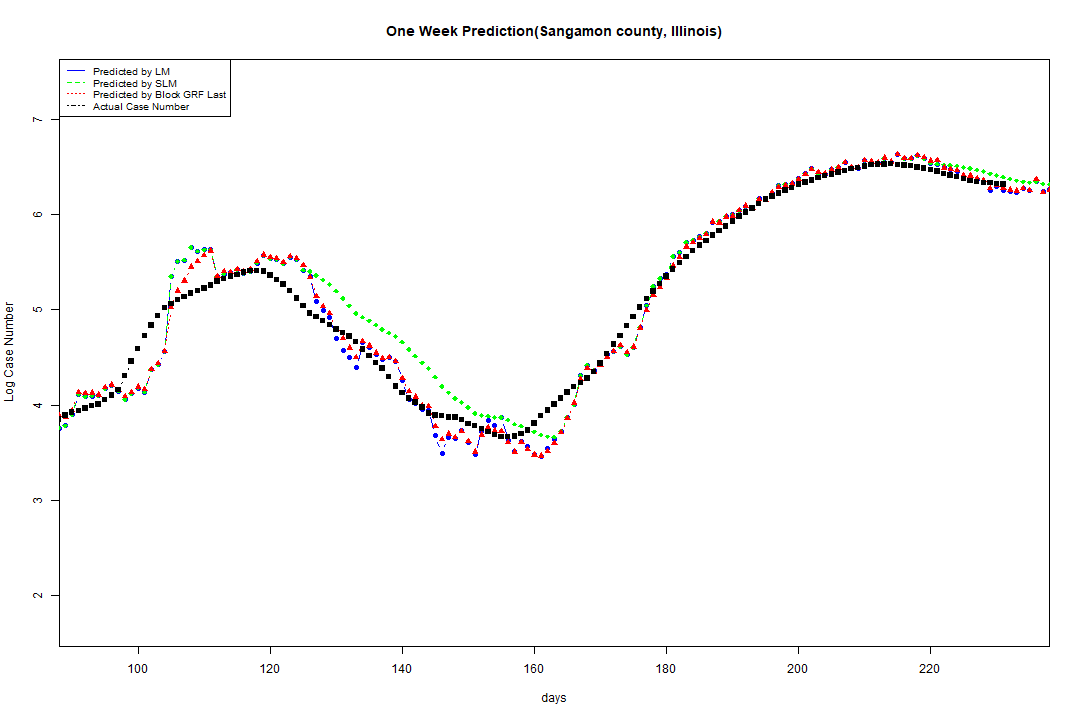 One Week Prediction(Sangamon county, Illinois)
Predicted by LM
Predicted by SLM
Predicted by Block GRF Last
Actual Case Number
7
6
5
4
3
2
Log Case Number
100 120 140 160 180 200 220
days